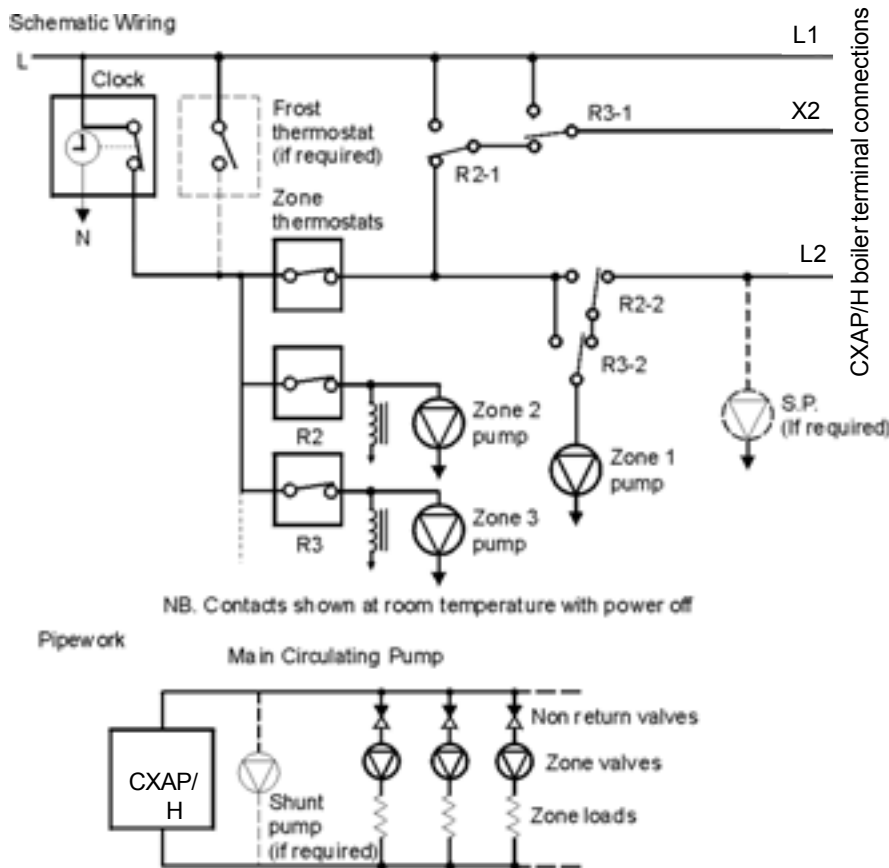 Schematic Wiring
L
L1
Clock
Frost
thermostat
(if required)
R3-1
X2
R2-1
N
Zone
thermostats
L2
R2-2
R3-2
R2
Zone 2
pump
Zone 1
pump
S.P.
(If required)
R3
Zone 3
pump
CXAP/H boiler terminal connections
NB. Contacts shown at room temperature with power off
Pipework
Main Circulating Pump
Non return valves
CXAP/
H
Zone valves
Shunt
pump
(if required)
Zone loads